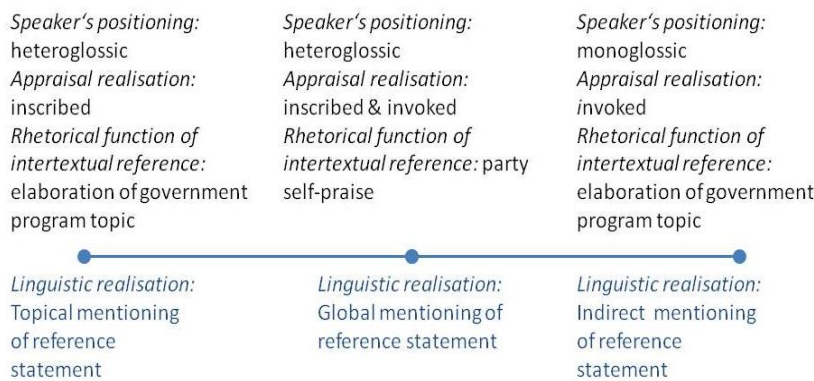 Speaker‘s positioning:
heteroglossic
Appraisal realisation:
inscribed
Rhetorical function of
intertextual reference:
elaboration of government
program topic
Speaker‘s positioning:
heteroglossic
Appraisal realisation:
inscribed & invoked
Rhetorical function of
intertextual reference: party
self-praise
Speaker‘s positioning:
monoglossic
Appraisal realisation:
invoked
Rhetorical function of
intertextual reference:
elaboration of government
program topic
Linguistic realisation:
Topical mentioning
of reference
statement
Linguistic realisation:
Global mentioning of
reference statement
Linguistic realisation:
Indirect mentioning
of reference
statement